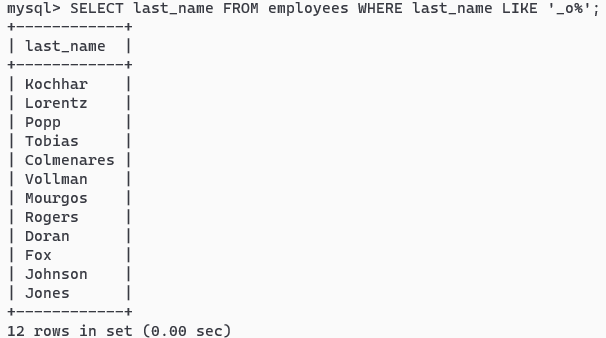 mysql> SELECT last_name FROM employees WHERE last_name LIKE '_o%';
+------------+
| last_name  |
+------------+
| Kochhar    |
| Lorentz    |
| Popp       |
| Tobias     |
| Colmenares |
| Vollman    |
| Mourgos    |
| Rogers     |
| Doran      |
| Fox        |
| Johnson    |
| Jones      |
+------------+
12 rows in set (0.00 sec)